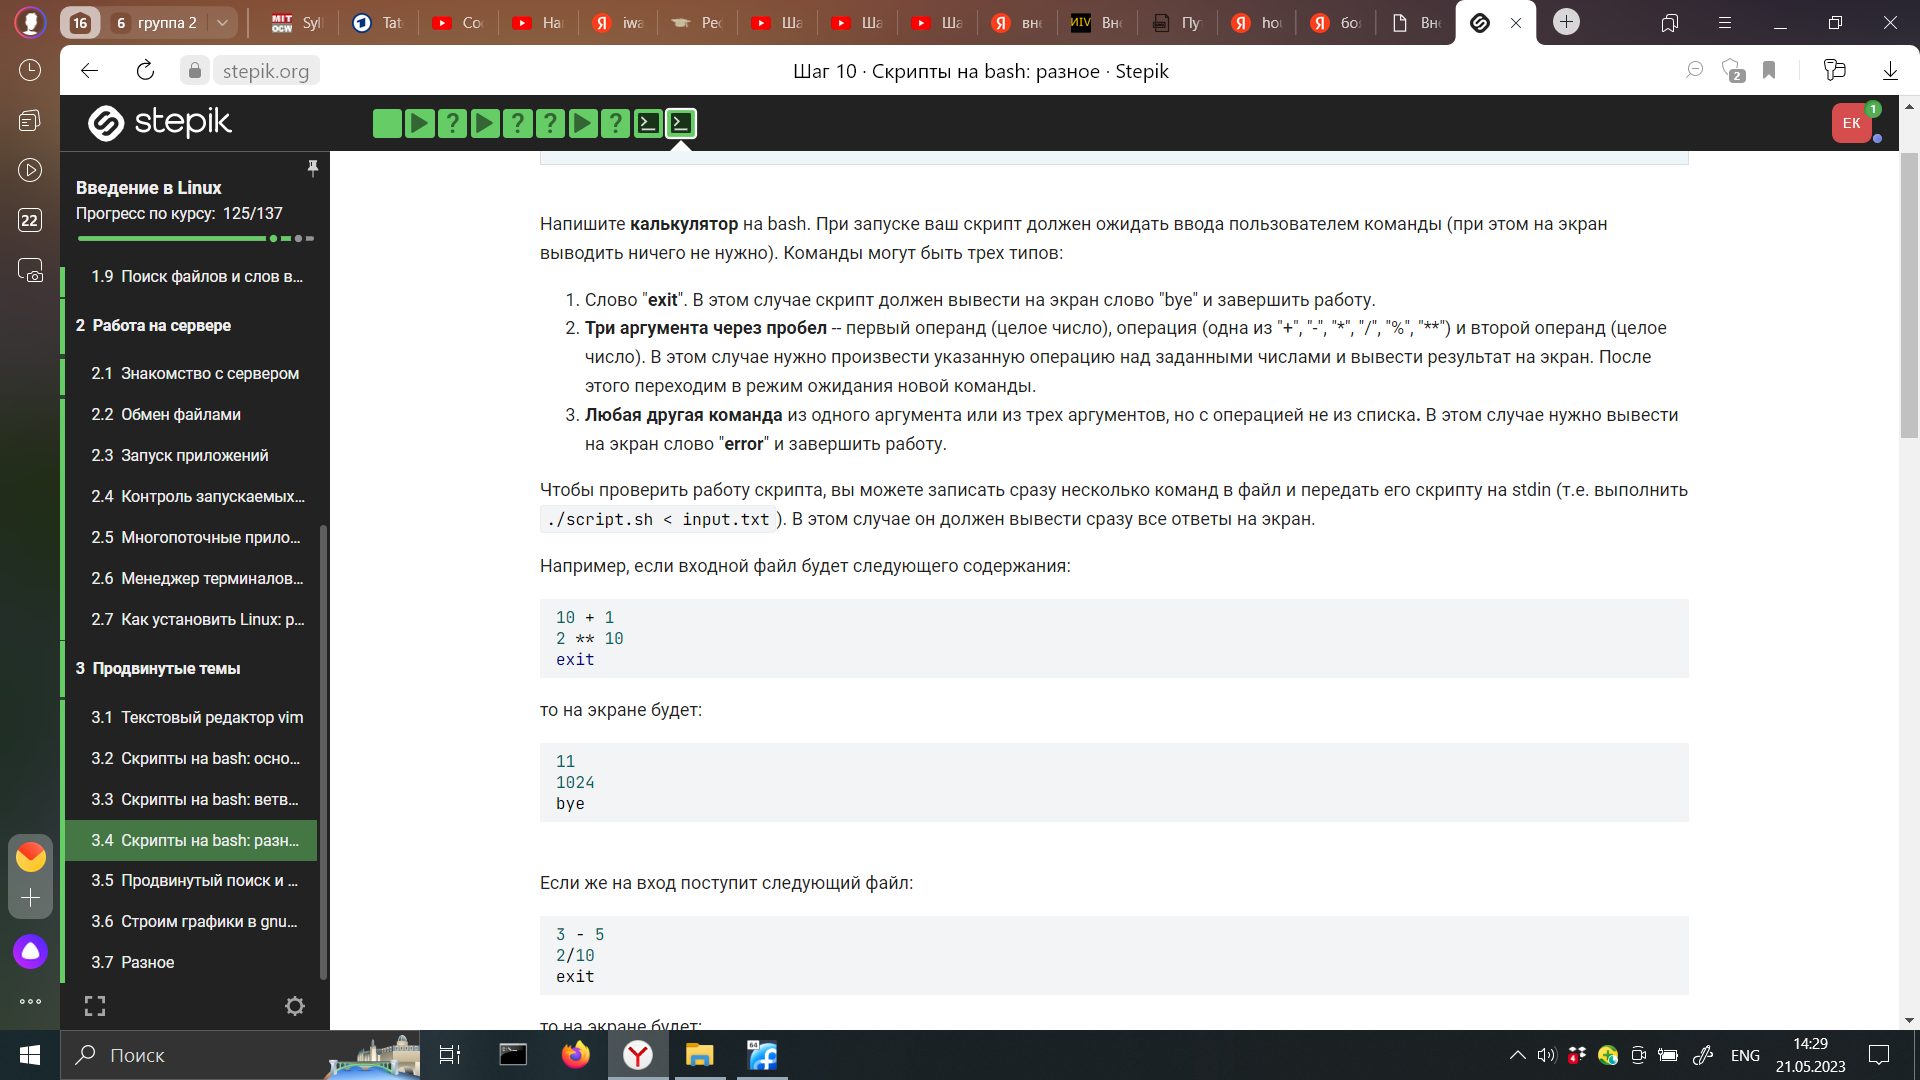 16
6 группа 2
MIT OCW Syl
Tat
Со
На
iwa
Рес
Ша
Ша
Ша
вне
ИIV Вне
Пу
hou
боя
Вне
stepik.org
Шаг 10 · Скрипты на bash: разное · Stepik
2
stepik
ЕК
1
22
Введение в Linux
Прогресс по курсу: 125/137
1.9 Поиск файлов и слов в...
2 Работа на сервере
2.1 Знакомство с сервером
2.2 Обмен файлами
2.3 Запуск приложений
2.4 Контроль запускаемых...
2.5 Многопоточные прило...
2.6 Менеджер терминалов...
2.7 Как установить Linux: р...
3 Продвинутые темы
3.1 Текстовый редактор vim
3.2 Скрипты на bash: осно...
3.3 Скрипты на bash: ветв...
3.4 Скрипты на bash: разн...
3.5 Продвинутый поиск и ...
3.6 Строим графики в gnu...
3.7 Разное
Напишите калькулятор на bash. При запуске ваш скрипт должен ожидать ввода пользователем команды (при этом на экран
выводить ничего не нужно). Команды могут быть трех типов:
1. Слово "exit". В этом случае скрипт должен вывести на экран слово "bye" и завершить работу.
2. Три аргумента через пробел -- первый операнд (целое число), операция (одна из "+", "-", "*", "/", "%", "**") и второй операнд (целое
число). В этом случае нужно произвести указанную операцию над заданными числами и вывести результат на экран. После
этого переходим в режим ожидания новой команды.
3. Любая другая команда из одного аргумента или из трех аргументов, но с операцией не из списка. В этом случае нужно вывести
на экран слово "error" и завершить работу.
Чтобы проверить работу скрипта, вы можете записать сразу несколько команд в файл и передать его скрипту на stdin (т.е. выполнить
./script.sh < input.txt ). В этом случае он должен вывести сразу все ответы на экран.
Например, если входной файл будет следующего содержания:
10 + 1
2 ** 10
exit
то на экране будет:
11
1024
bye
Если же на вход поступит следующий файл:
3 - 5
2/10
exit
то на экране будет:
Поиск
64
4
ENG
14:29
21.05.2023